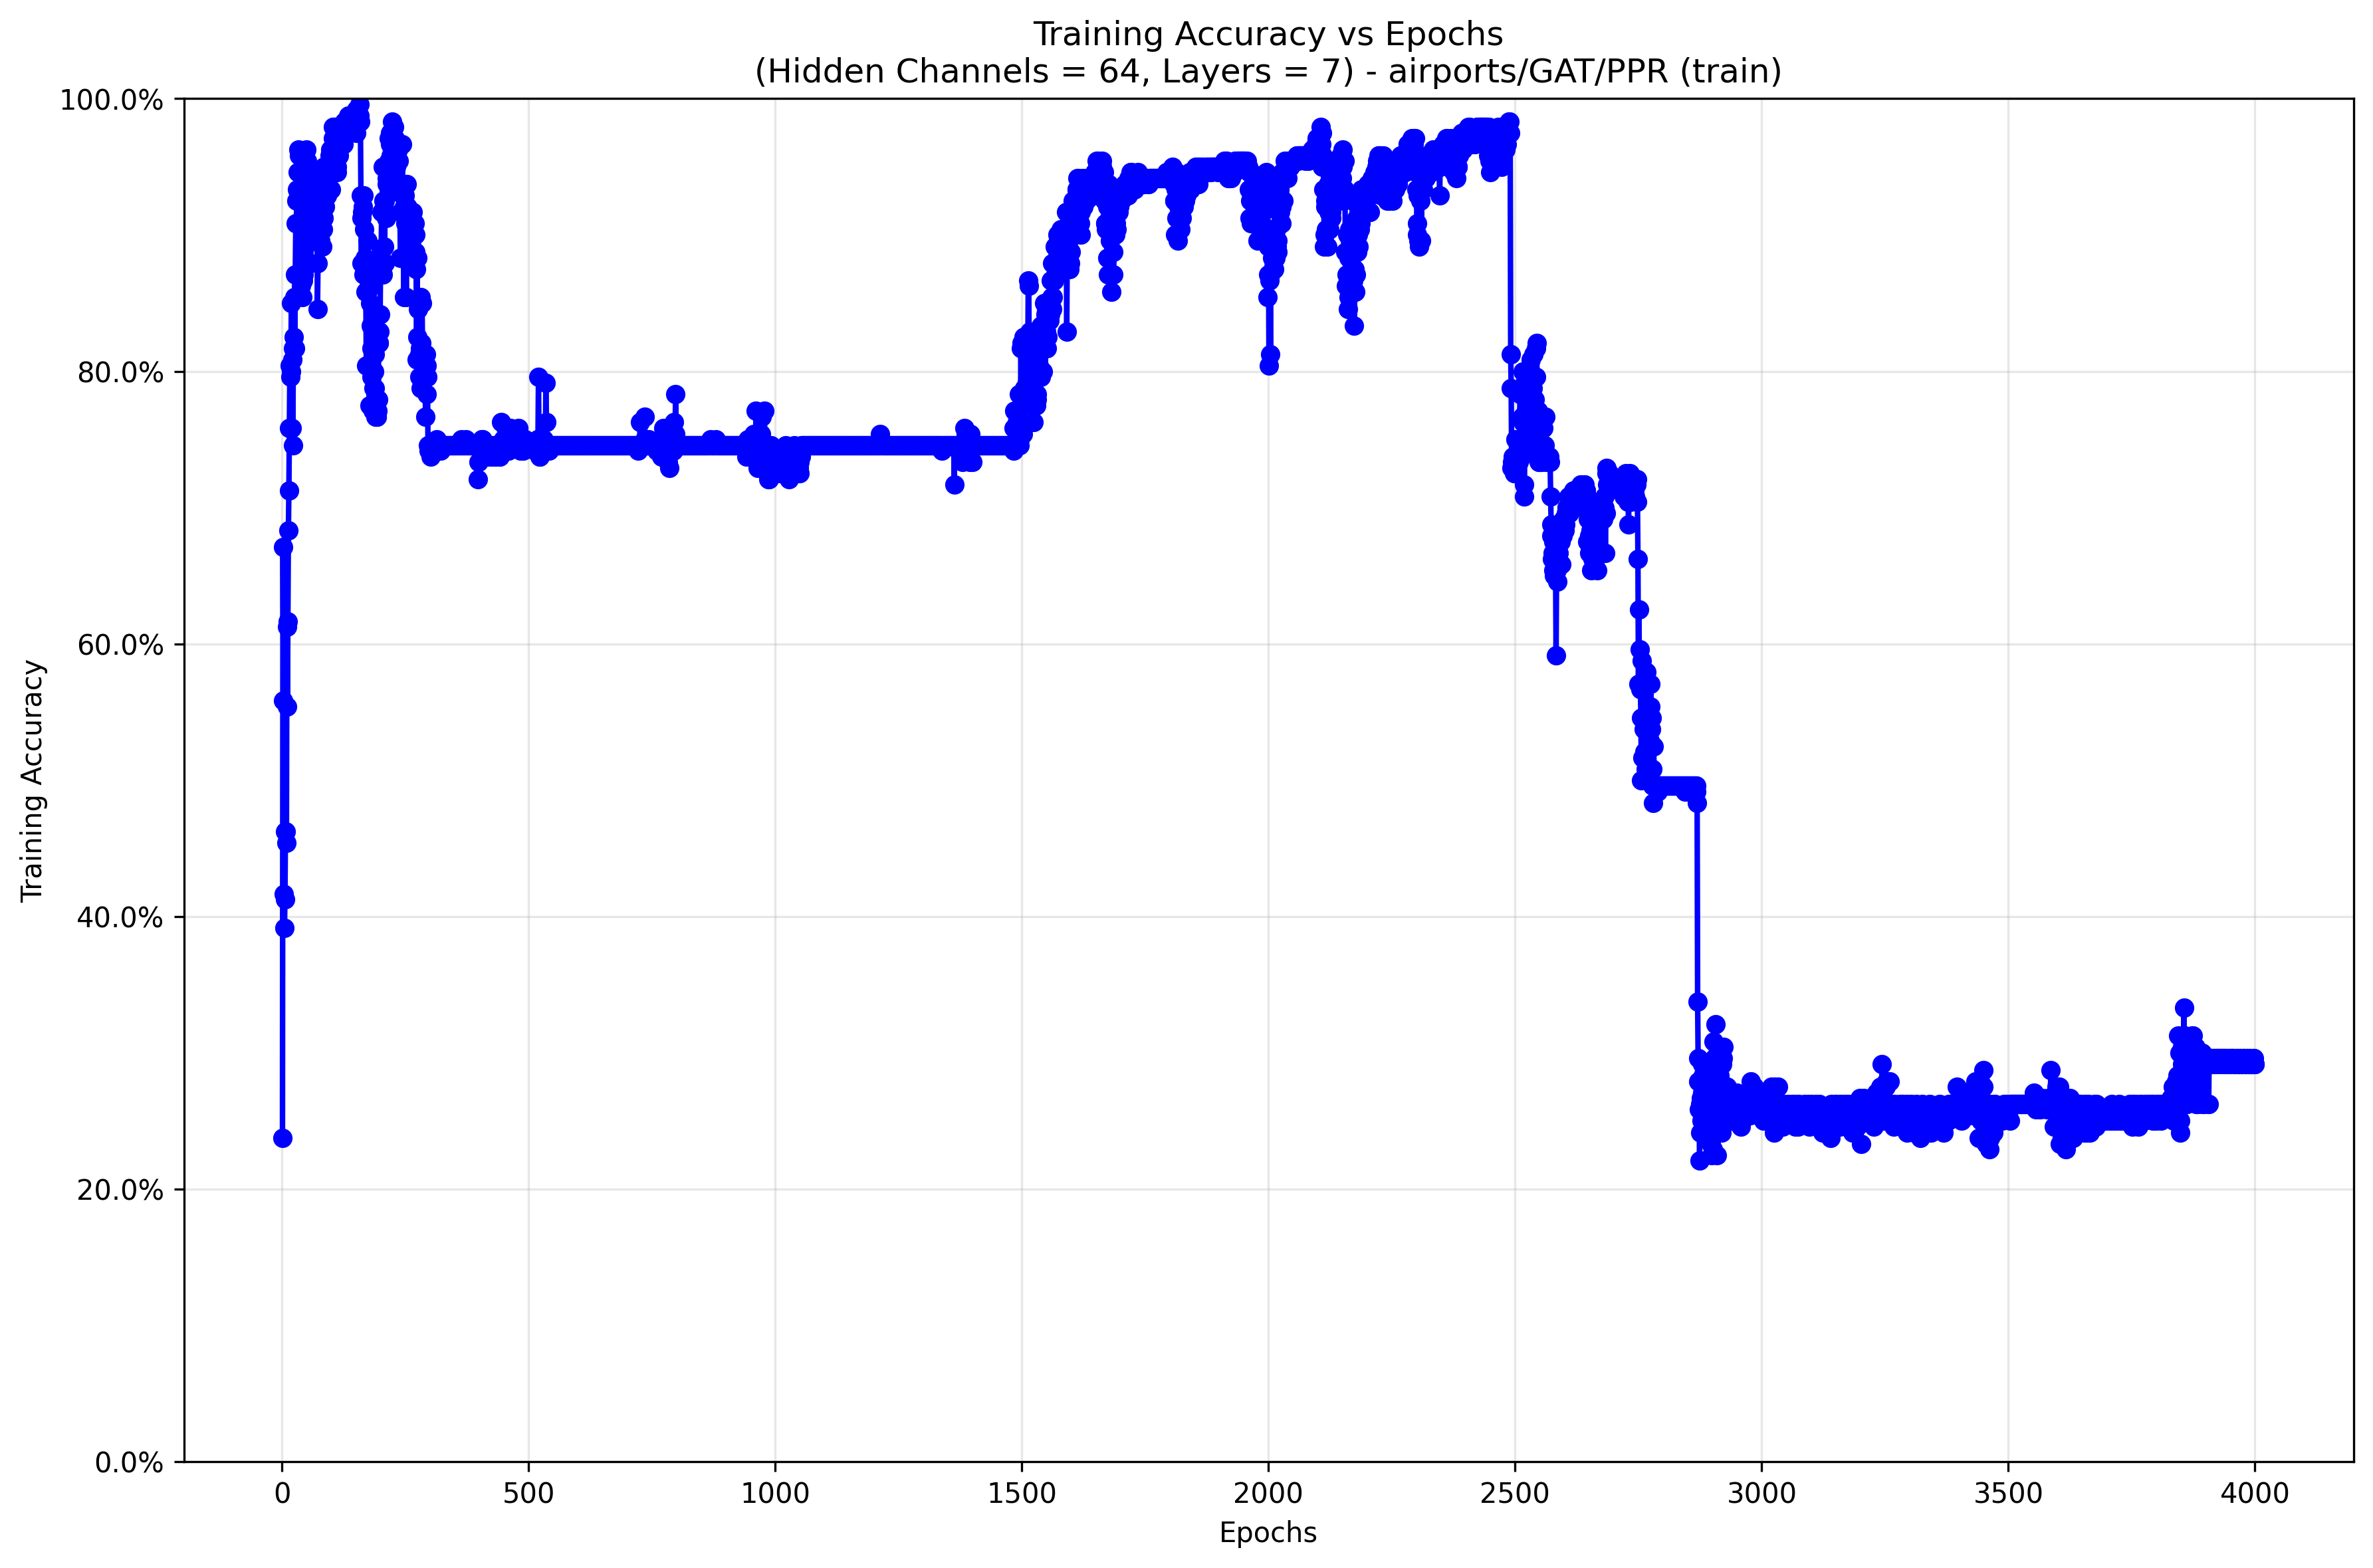 Training Accuracy vs Epochs
(Hidden Channels = 64, Layers = 7) - airports/GAT/PPR (train)
Training Accuracy
100.0%
80.0%
60.0%
40.0%
20.0%
0.0%
0 500 1000 1500 2000 2500 3000 3500 4000
Epochs